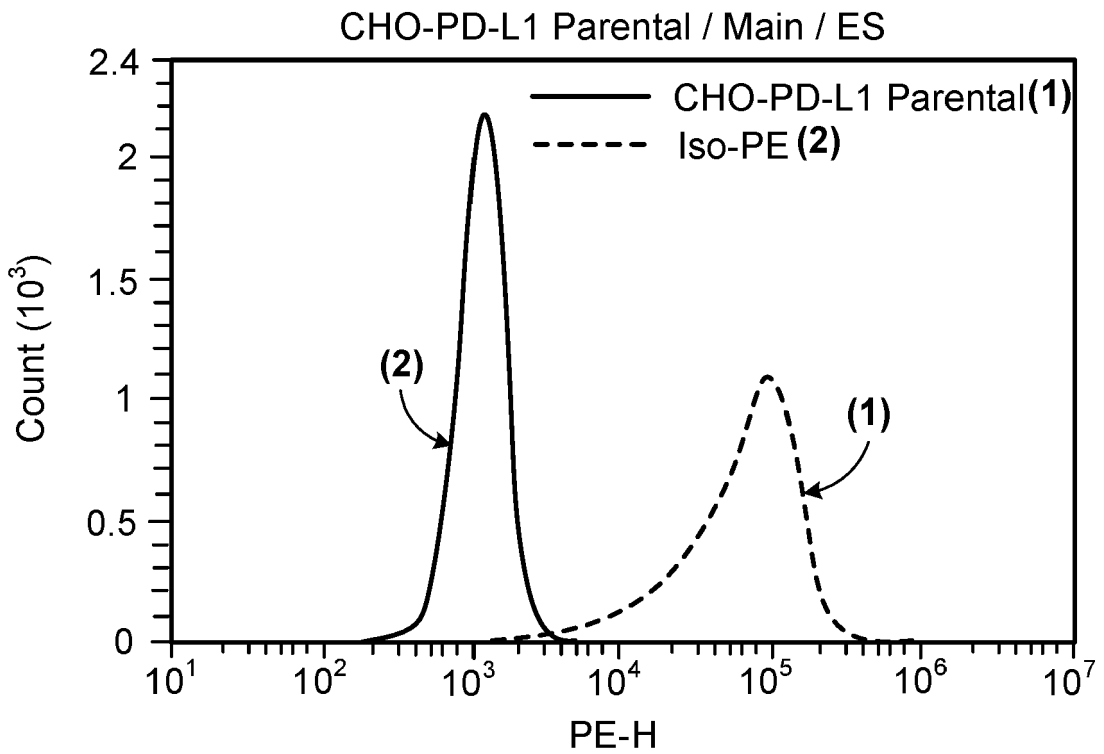 CHO-PD-L1 Parental / Main / ES
2.4
CHO-PD-L1 Parental(1)
Iso-PE (2)
2
1.5
(2)
1
(1)
0.5
0
Count (10³)
10¹ 10² 10³ 10⁴ 10⁵ 10⁶ 10⁷
PE-H